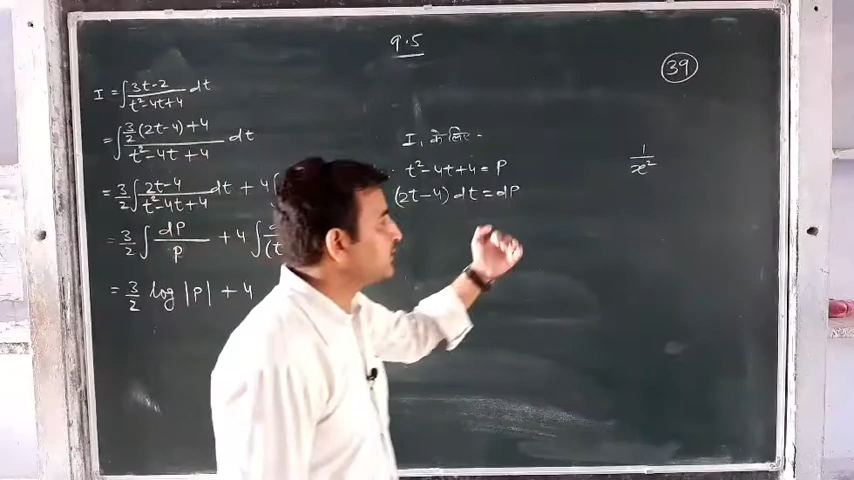 9.5
39
I = ∫ 3t-2 / t²-4t+4 dt
= ∫ 3/2 (2t-4)+4 / t²-4t+4 dt
= 3/2 ∫ 2t-4 / t²-4t+4 dt + 4 ∫
= 3/2 ∫ dP / P + 4 ∫ (t
= 3/2 log |P| + 4
I, के लिए -
t²-4t+4 = P
(2t-4) dt = dP
1 / x²